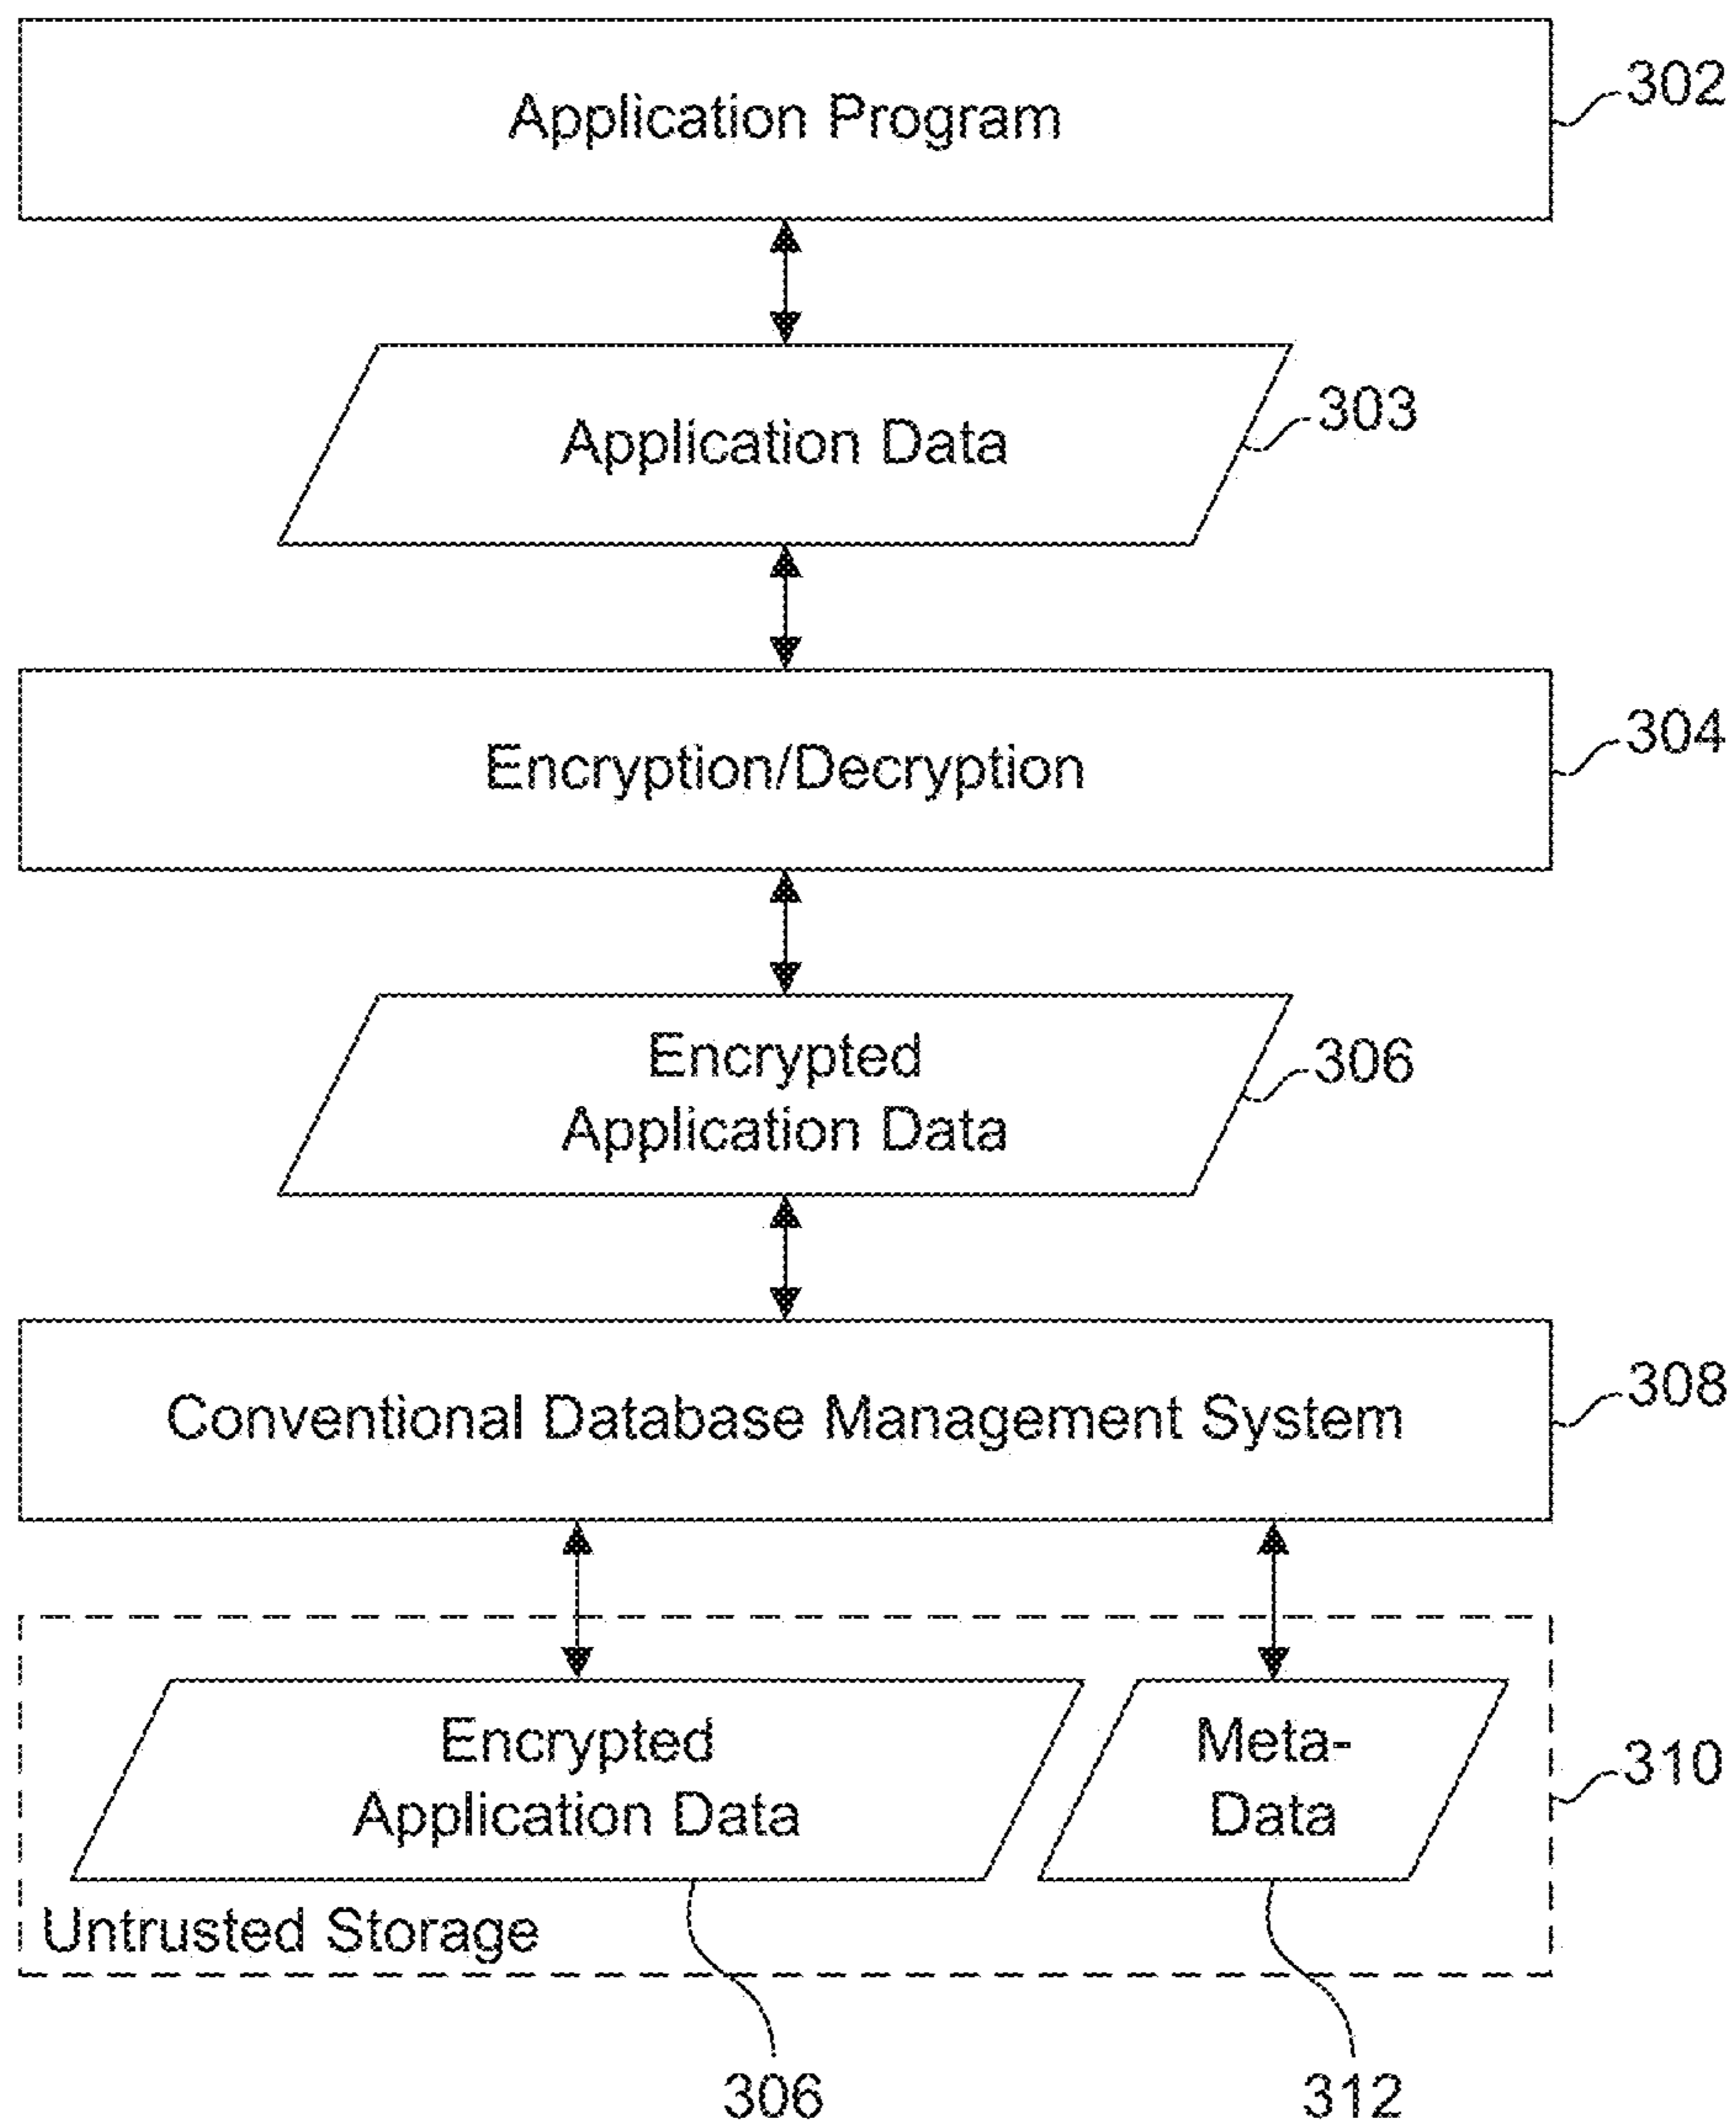 Application Program
302
Application Data
303
Encryption/Decryption
304
Encrypted
Application Data
306
Conventional Database Management System
308
Encrypted
Application Data
Meta-
Data
310
Untrusted Storage
306
312